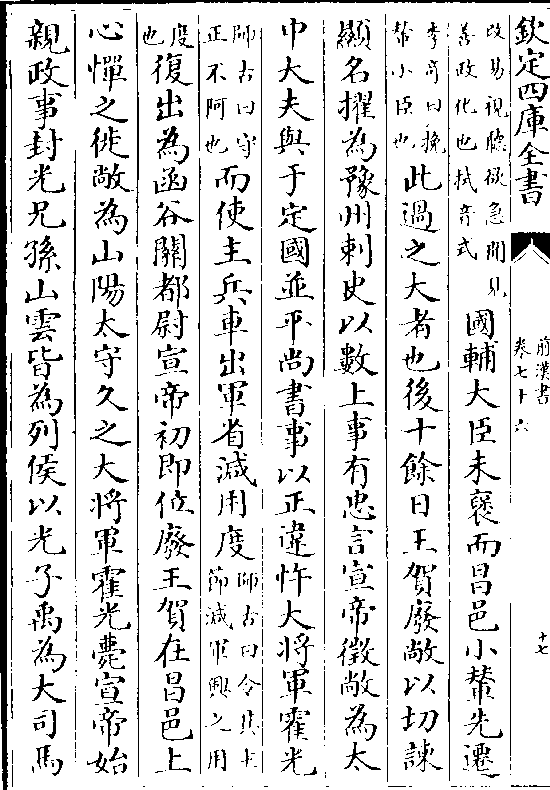 欽定四庫全書
前漢書
卷七十六
十七
改易視聽欲急聞見
善政化也拭音式
國輔大臣未襃而昌邑小輦先遷
李竒曰挽
輦小臣也
此過之大者也後十餘日王賀廢敞以切諫
顯名擢為豫州刺史以數上事有忠言宣帝徵敞為太
中大夫與于定國並平尚書事以正違忤大將軍霍光
師古曰守
正不阿也
而使主兵車出軍省減用度
師古曰令其主
節減軍興之用
度
也
復出為函谷關都尉宣帝初即位廢王賀在昌邑上
心憚之徙敞為山陽太守久之大將軍霍光薨宣帝始
親政事封光兄孫山雲皆為列侯以光子禹為大司馬